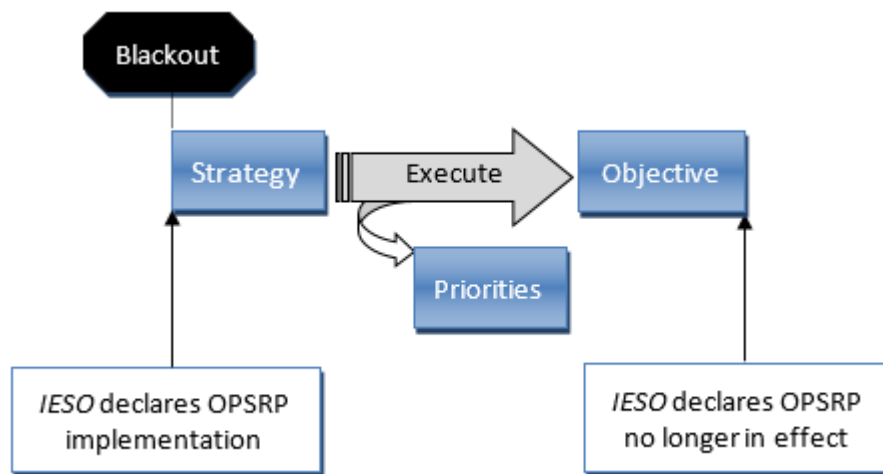 Blackout
Strategy
Execute
Objective
Priorities
IESO declares OPSRP
implementation
IESO declares OPSRP
no longer in effect